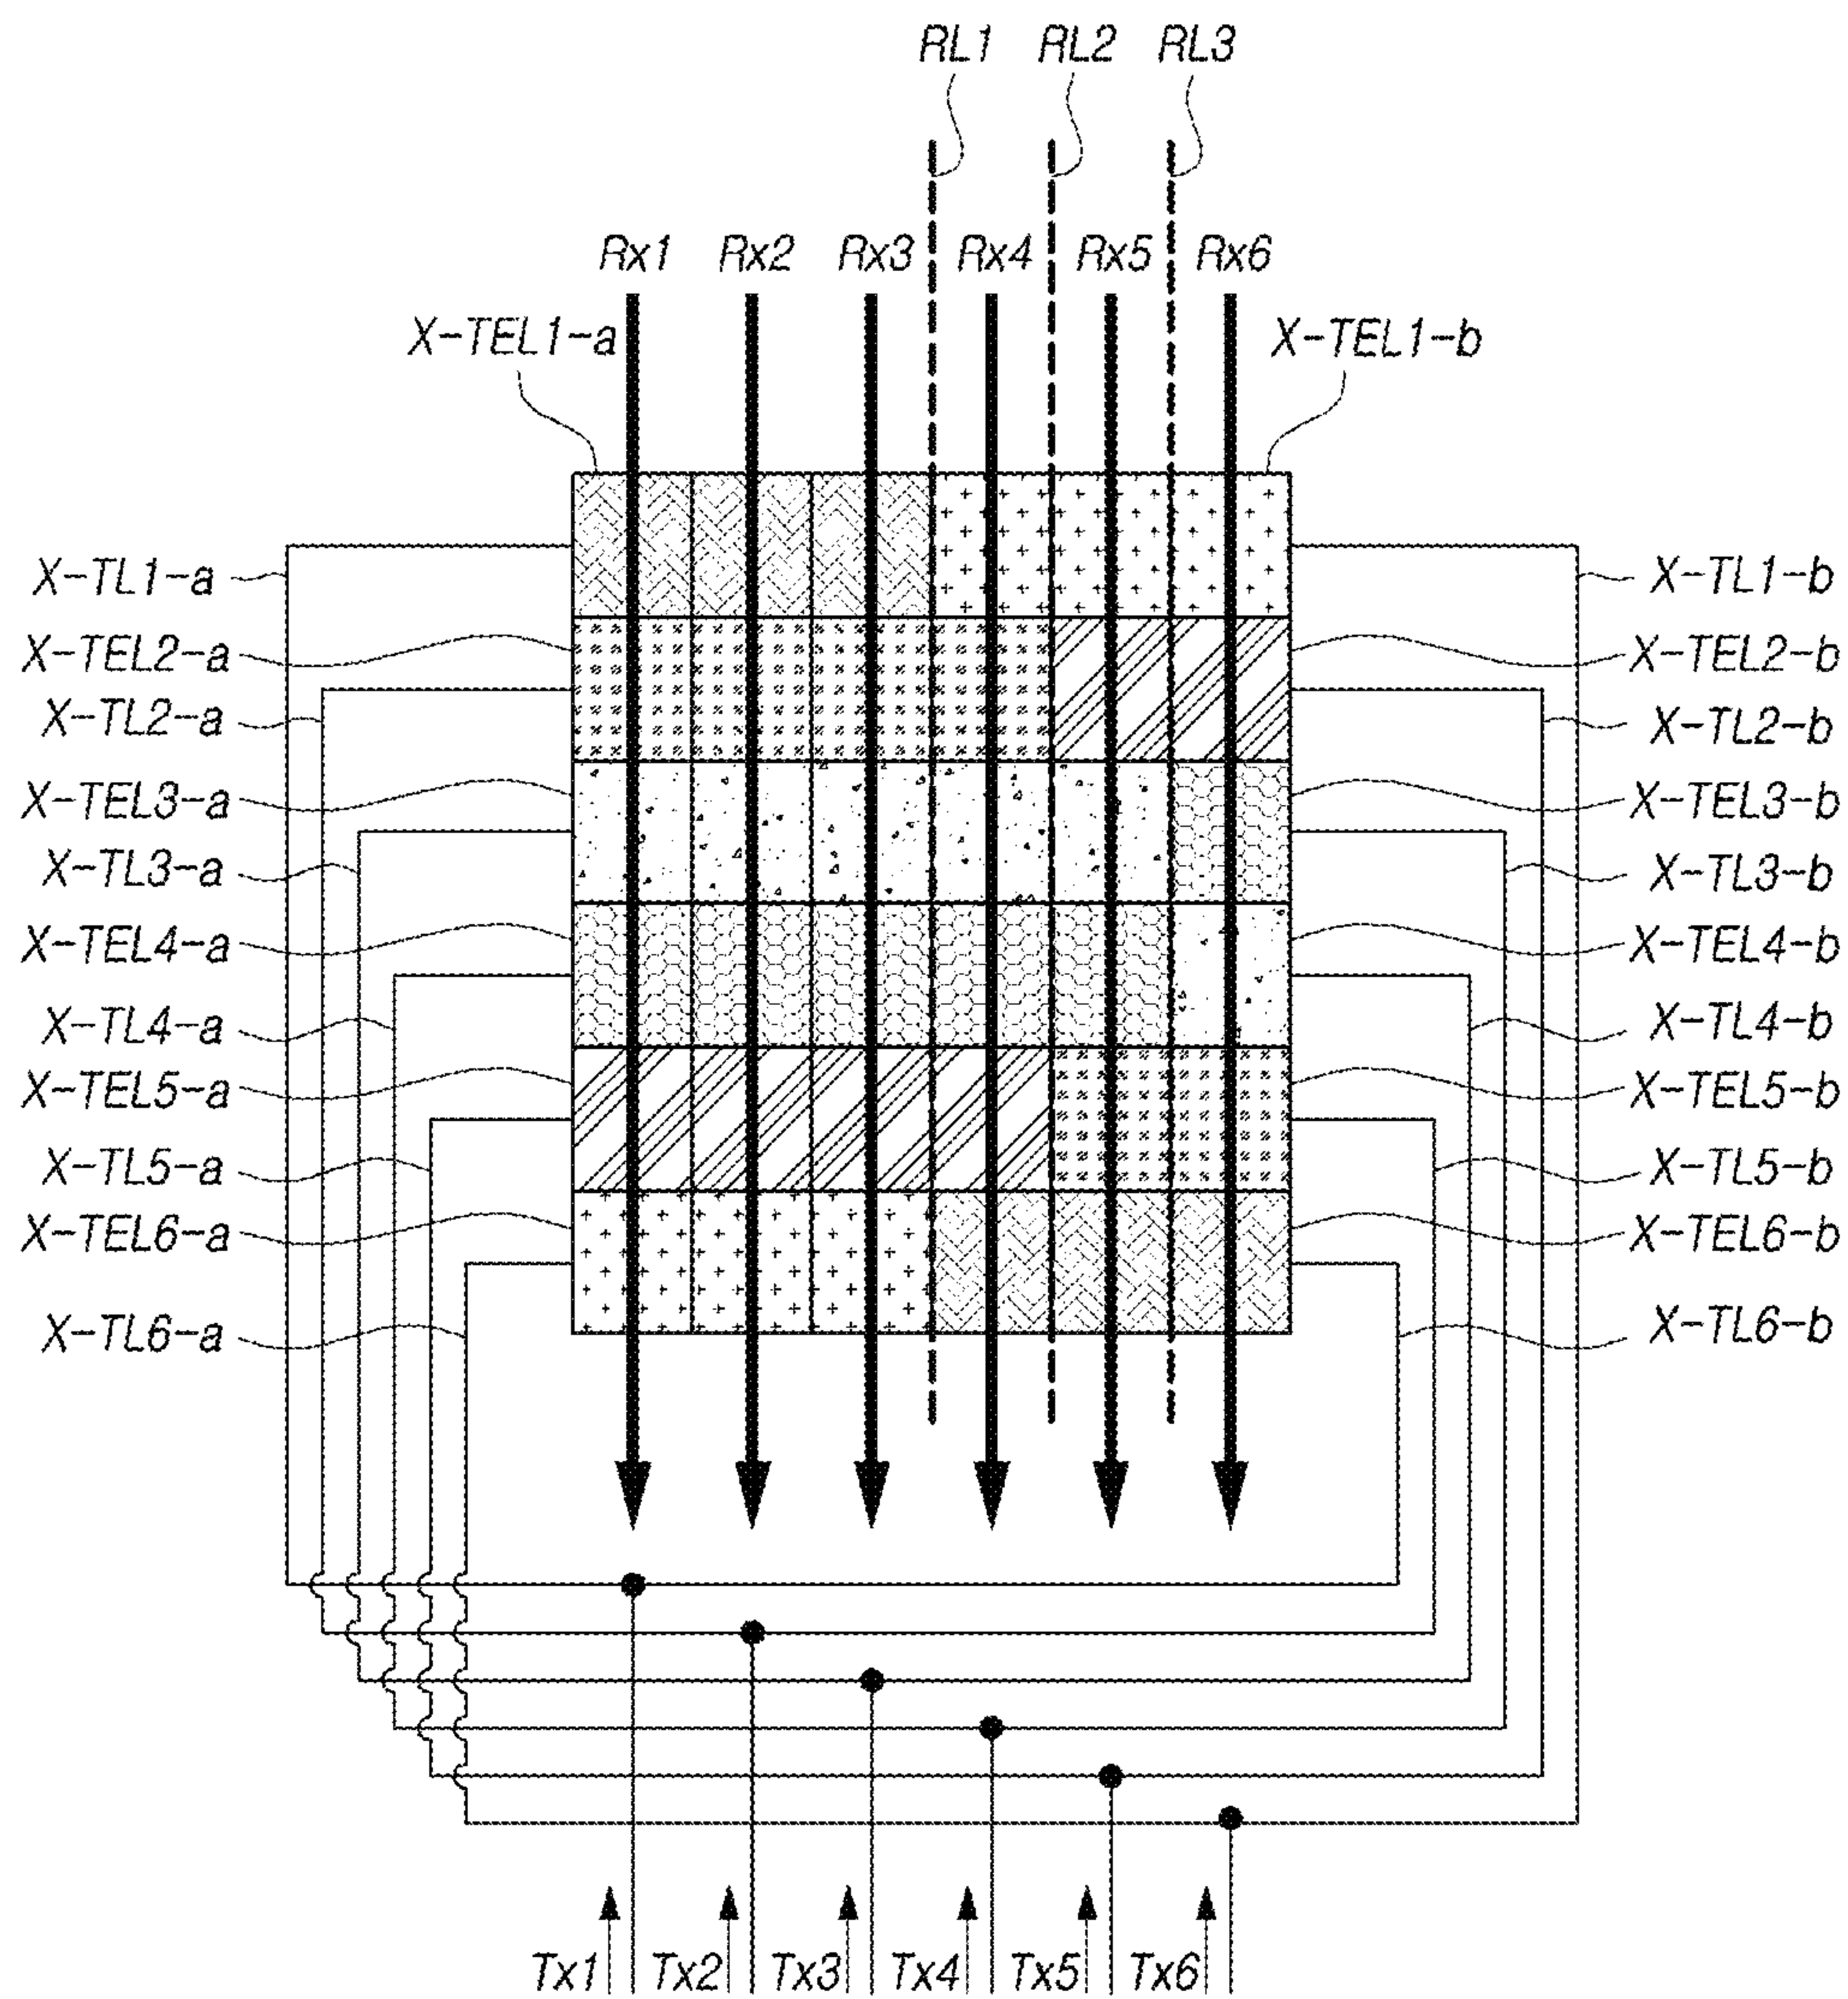 RL1 RL2 RL3
Rx1 Rx2 Rx3 Rx4 Rx5 Rx6
X-TEL1-a X-TEL1-b
X-TL1-a X-TL1-b
X-TEL2-a X-TEL2-b
X-TL2-a X-TL2-b
X-TEL3-a X-TEL3-b
X-TL3-a X-TL3-b
X-TEL4-a X-TEL4-b
X-TL4-a X-TL4-b
X-TEL5-a X-TEL5-b
X-TL5-a X-TL5-b
X-TEL6-a X-TEL6-b
X-TL6-a X-TL6-b
Tx1 Tx2 Tx3 Tx4 Tx5 Tx6